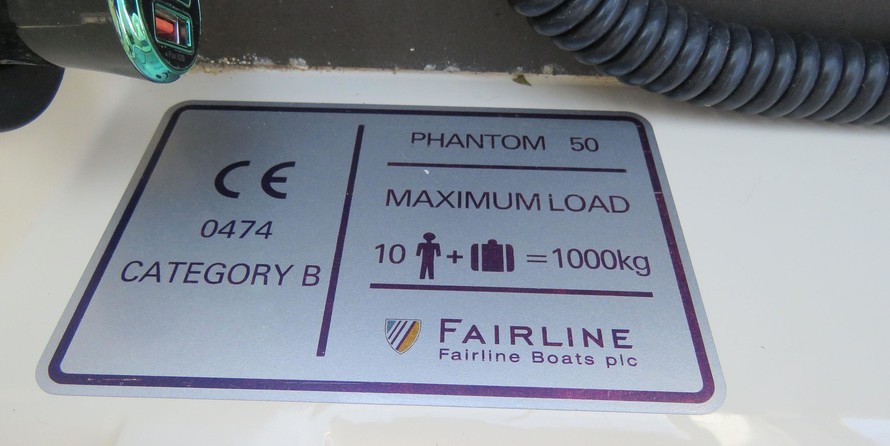 CE
0474
CATEGORY B
PHANTOM 50
MAXIMUM LOAD
10 + = 1000kg
FAIRLINE
Fairline Boats plc